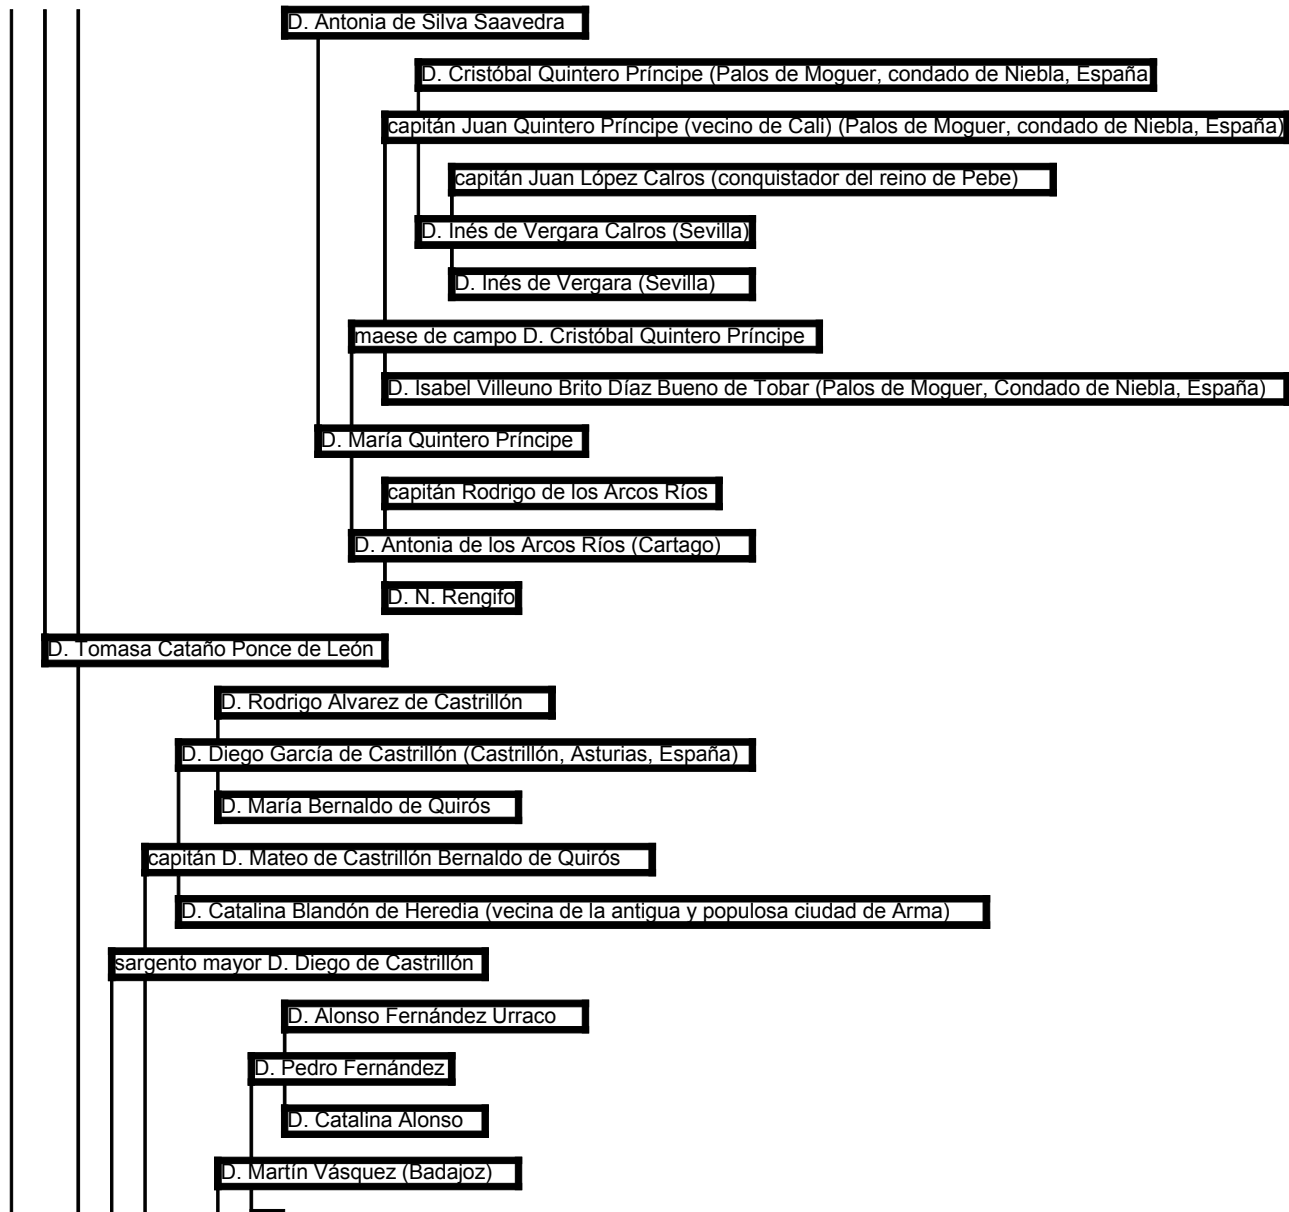 D. Antonia de Silva Saavedra
D. Cristóbal Quintero Príncipe (Palos de Moguer, condado de Niebla, España
capitán Juan Quintero Príncipe (vecino de Cali) (Palos de Moguer, condado de Niebla, España)
capitán Juan López Calros (conquistador del reino de Pebe)
D. Inés de Vergara Calros (Sevilla)
D. Inés de Vergara (Sevilla)
maese de campo D. Cristóbal Quintero Príncipe
D. Isabel Villeuno Brito Díaz Bueno de Tobar (Palos de Moguer, Condado de Niebla, España)
D. María Quintero Príncipe
capitán Rodrigo de los Arcos Ríos
D. Antonia de los Arcos Ríos (Cartago)
D. N. Rengifo
D. Tomasa Cataño Ponce de León
D. Rodrigo Alvarez de Castrillón
D. Diego García de Castrillón (Castrillón, Asturias, España)
D. María Bernaldo de Quirós
capitán D. Mateo de Castrillón Bernaldo de Quirós
D. Catalina Blandón de Heredia (vecina de la antigua y populosa ciudad de Arma)
sargento mayor D. Diego de Castrillón
D. Alonso Fernández Urraco
D. Pedro Fernández
D. Catalina Alonso
D. Martín Vásquez (Badajoz)